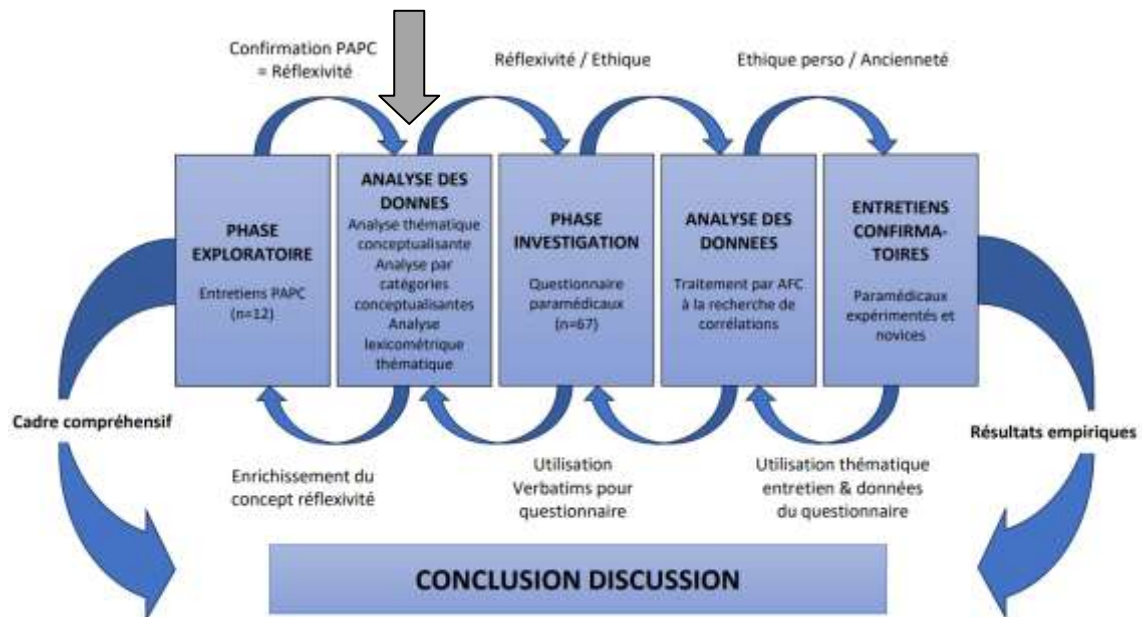 Confirmation PAPC
= Réflexivité
Réflexivité / Ethique
Ethique perso / Ancienneté
PHASE
EXPLORATOIRE
Entretiens PAPC
(n=12)
ANALYSE DES
DONNES
Analyse thématique
conceptualisante
Analyse par
catégories
conceptualisantes
Analyse
lexicométrique
thématique
PHASE
INVESTIGATION
Questionnaire
paramédicaux
(n=67)
ANALYSE DES
DONNEES
Traitement par AFC
à la recherche de
corrélations
ENTRETIENS
CONFIRMA-
TOIRES
Paramédicaux
expérimentés et
novices
Cadre compréhensif
Résultats empiriques
Enrichissement du
concept réflexivité
Utilisation
Verbatims pour
questionnaire
Utilisation thématique
entretien & données
du questionnaire
CONCLUSION DISCUSSION